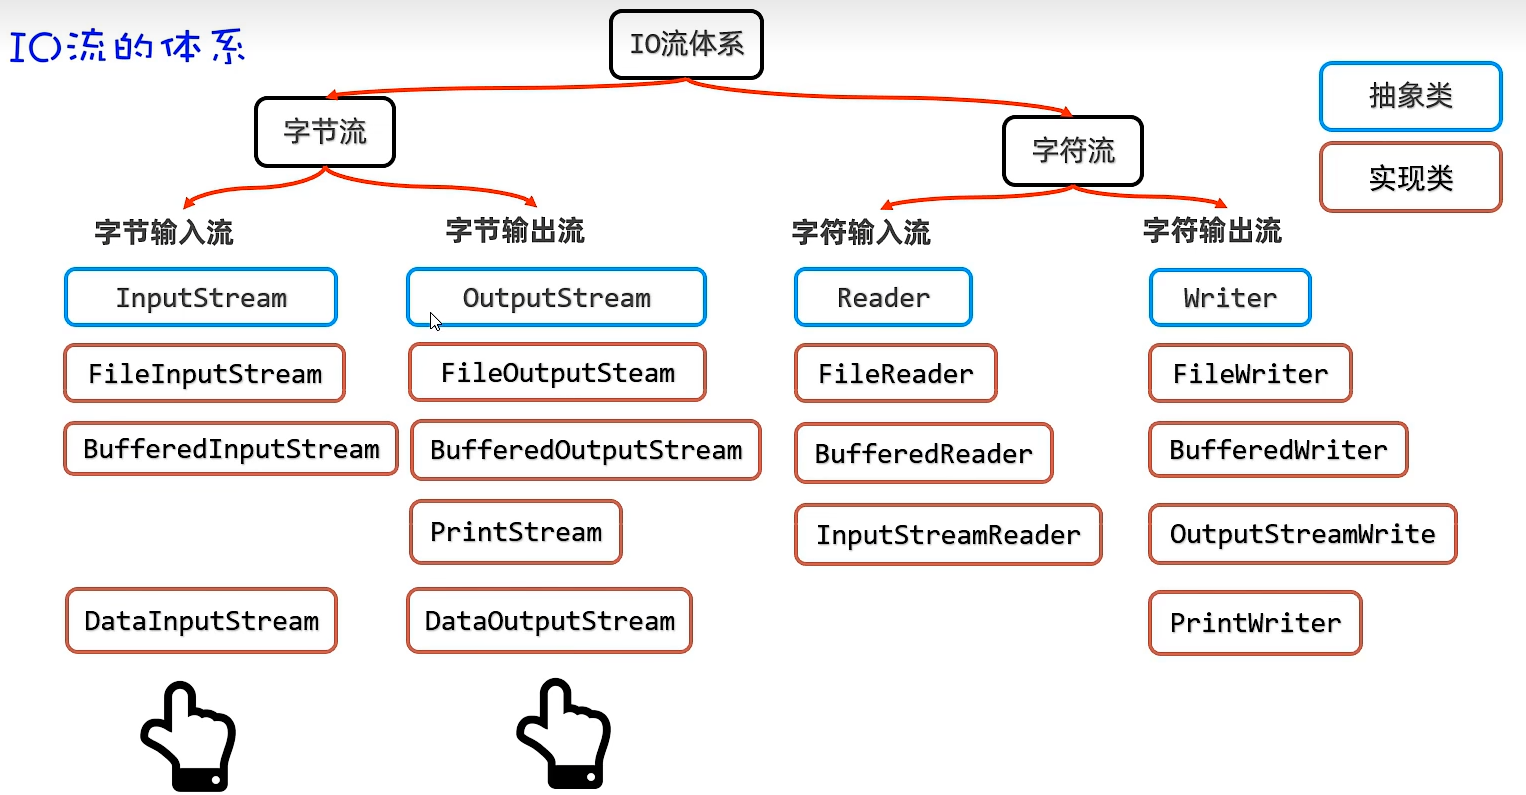 IO流的体系
IO流体系
抽象类
实现类
字节流
字符流
字节输入流
字节输出流
字符输入流
字符输出流
InputStream
OutputStream
Reader
Writer
FileInputStream
FileOutputSteam
FileReader
FileWriter
BufferedInputStream
BufferedOutputStream
BufferedReader
BufferedWriter
PrintStream
InputStreamReader
OutputStreamWrite
DataInputStream
DataOutputStream
PrintWriter